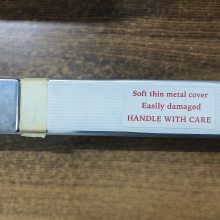 Soft thin metal cover
Easily damaged
HANDLE WITH CARE